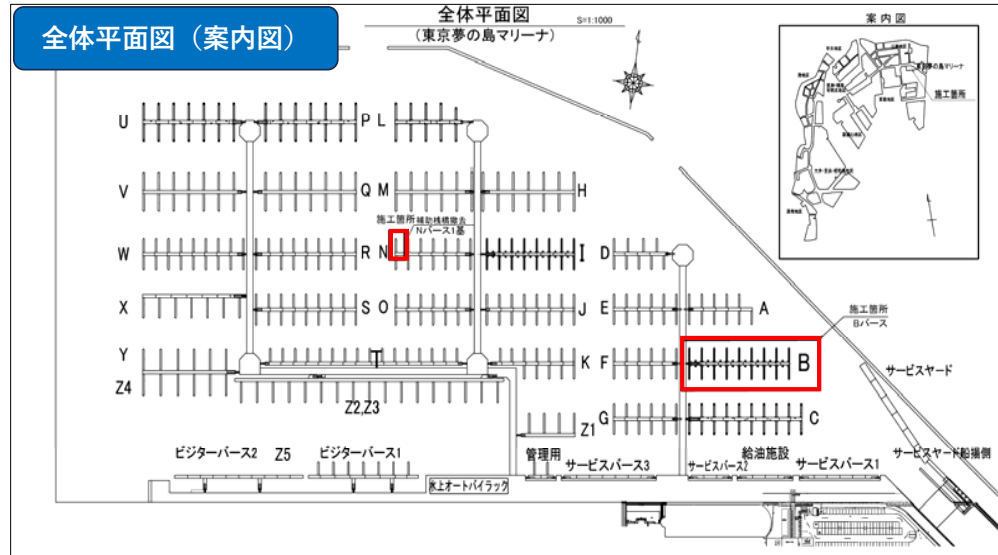 全体平面図（案内図）
全体平面図 S=1:1000
(東京夢の島マリーナ)
案内図
東京夢の島マリーナ
施工箇所
U
P
L
V
Q
M
H
施工箇所
補助桟橋撤去
Nバース1基
W
R
N
I
D
X
S
O
J
E
A
施工箇所
Bバース
Y
T
K
F
B
サービスヤード
Z4
Z2,Z3
Z1
G
C
ビジターバース2
Z5
ビジターバース1
管理用
サービスバース3
サービスバース2
給油施設
サービスバース1
サービスヤード船揚側
水上オートバイラック